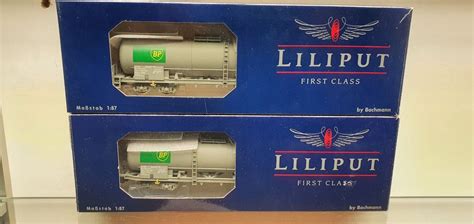 BP
LILIPUT
FIRST CLASS
Maßstab 1:87
by Bachmann
BP
LILIPUT
FIRST CLASS
Maßstab 1:87
by Bachmann